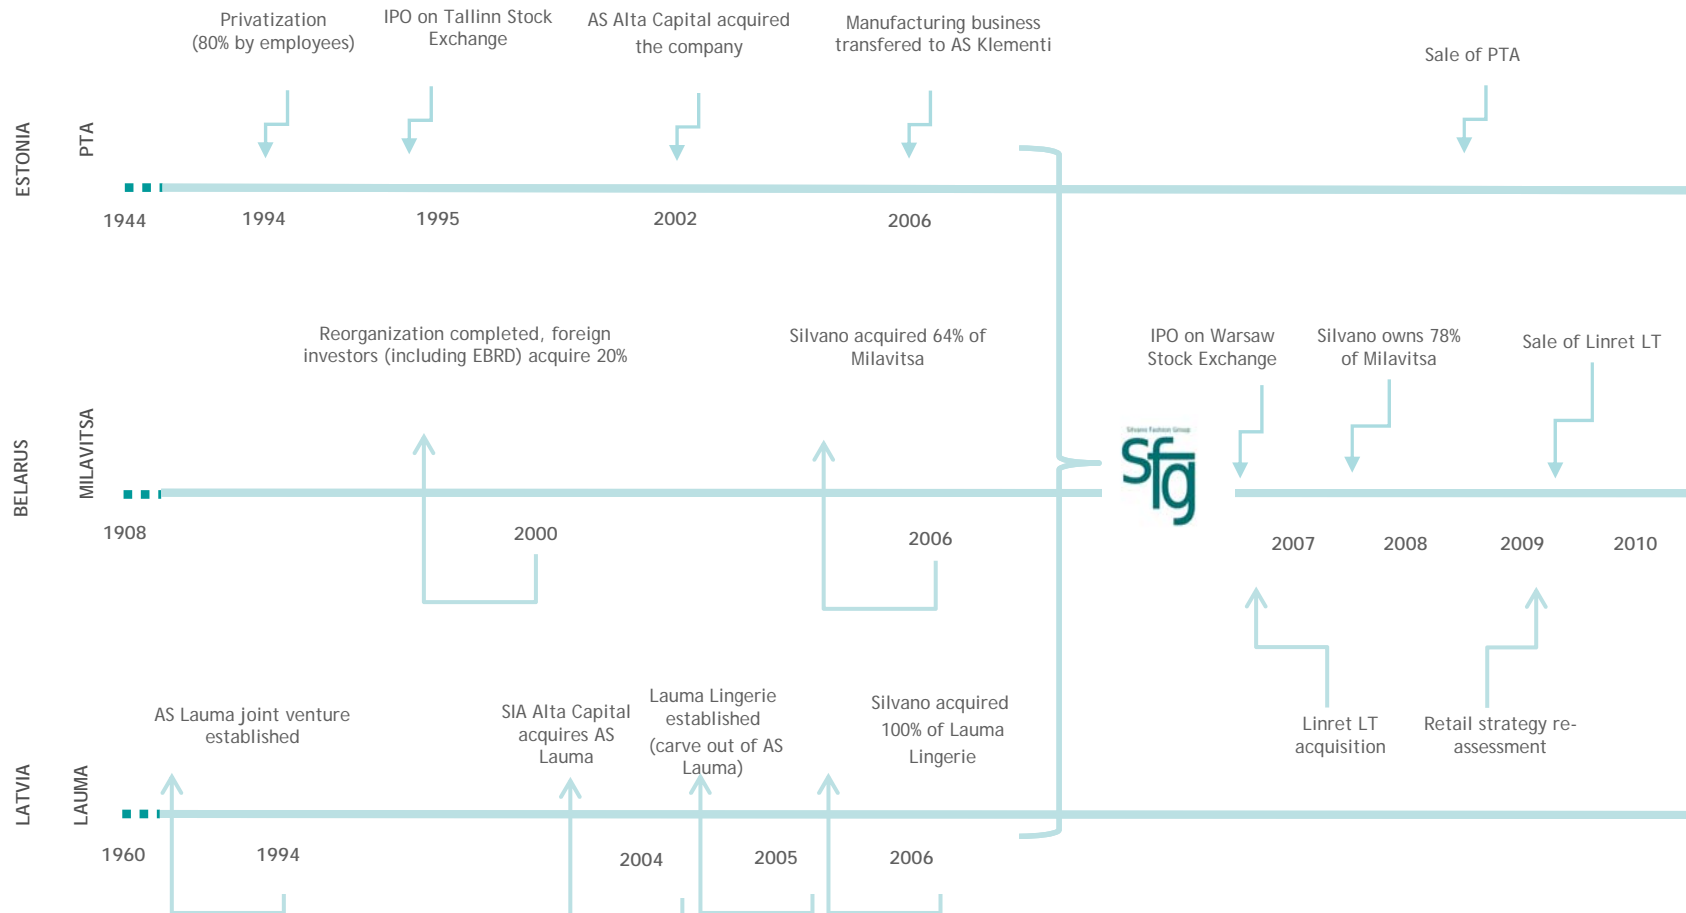 Privatization
(80% by employees)
IPO on Tallinn Stock
Exchange
AS Alta Capital acquired
the company
Manufacturing business
transfered to AS Klementi
Sale of PTA
ESTONIA
PTA
1944
1994
1995
2002
2006
Reorganization completed, foreign
investors (including EBRD) acquire 20%
Silvano acquired 64% of
Milavitsa
IPO on Warsaw
Stock Exchange
Silvano owns 78%
of Milavitsa
Sale of Linret LT
BELARUS
MILAVITSA
Silvano Fashion Group
sfg
1908
2000
2006
2007
2008
2009
2010
AS Lauma joint venture
established
SIA Alta Capital
acquires AS
Lauma
Lauma Lingerie
established
(carve out of AS
Lauma)
Silvano acquired
100% of Lauma
Lingerie
Linret LT
acquisition
Retail strategy re-
assessment
LATVIA
LAUMA
1960
1994
2004
2005
2006